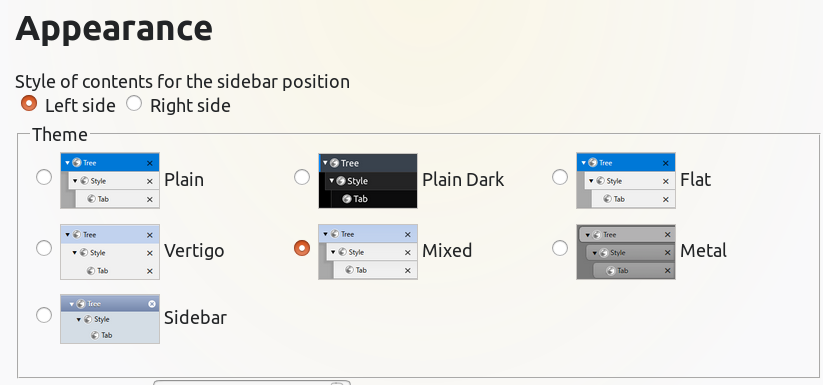 Appearance
Style of contents for the sidebar position
Left side Right side
Theme
Tree
Style
Tab
Plain
Tree
Style
Tab
Plain Dark
Tree
Style
Tab
Flat
Tree
Style
Tab
Vertigo
Tree
Style
Tab
Mixed
Tree
Style
Tab
Metal
Tree
Style
Tab
Sidebar